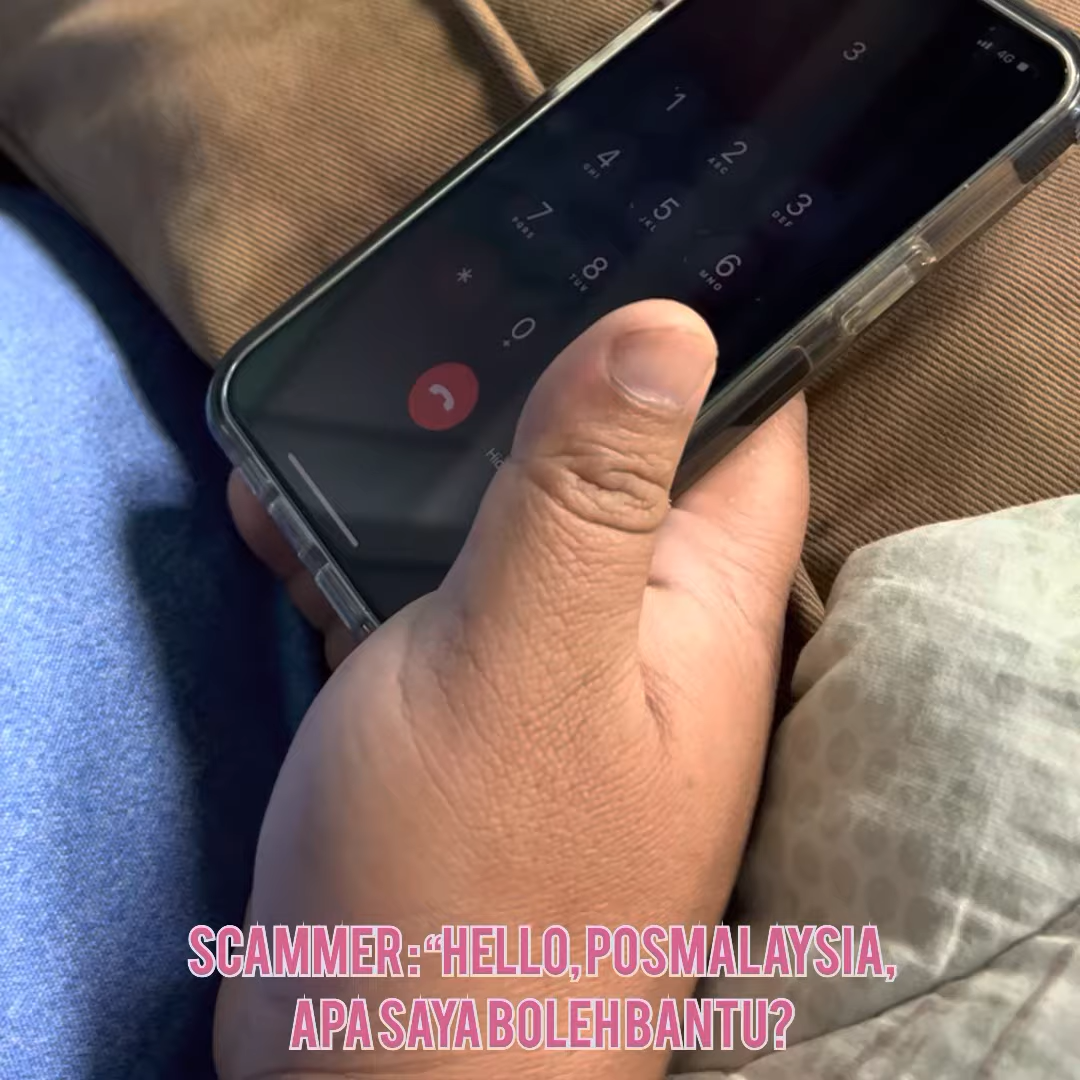 4G
3
1
2 ABC
3 DEF
4 GHI
5 JKL
6 MNO
7 PQRS
8 TUV
*
0 +
SCAMMER: “HELLO, POSMALAYSIA,
APA SAYA BOLEH BANTU?